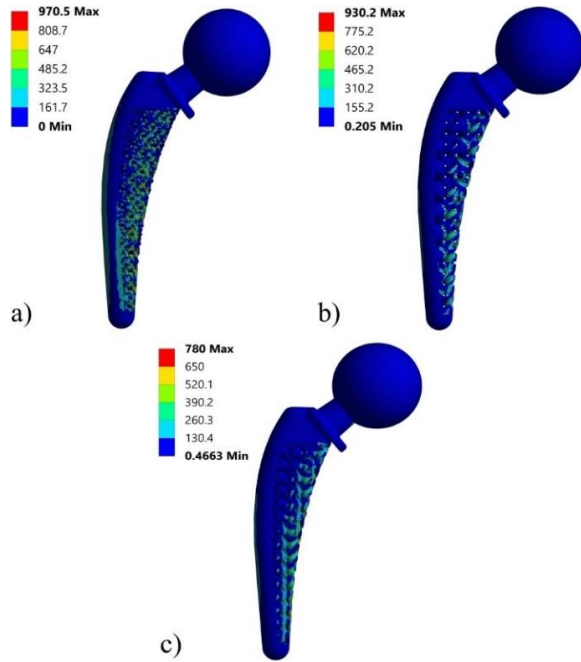 970.5 Max
808.7
647
485.2
323.5
161.7
0 Min
a)
930.2 Max
775.2
620.2
465.2
310.2
155.2
0.205 Min
b)
780 Max
650
520.1
390.2
260.3
130.4
0.4663 Min
c)